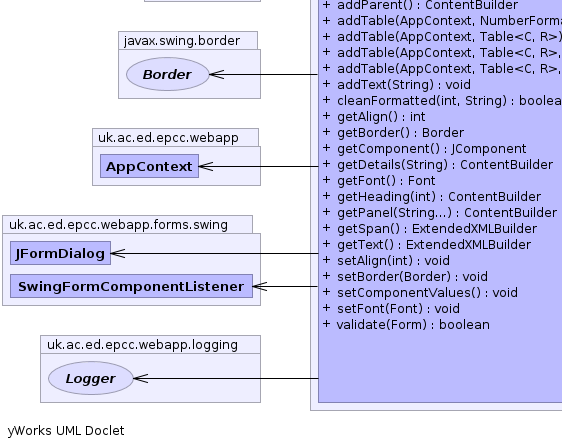 + addParent() : ContentBuilder
+ addTable(AppContext, NumberForma
+ addTable(AppContext, Table<C, R>)
+ addTable(AppContext, Table<C, R>,
+ addTable(AppContext, Table<C, R>,
+ addText(String) : void
+ cleanFormatted(int, String) : boolea
+ getAlign() : int
+ getBorder() : Border
+ getComponent() : JComponent
+ getDetails(String) : ContentBuilder
+ getFont() : Font
+ getHeading(int) : ContentBuilder
+ getPanel(String...) : ContentBuilder
+ getSpan() : ExtendedXMLBuilder
+ getText() : ExtendedXMLBuilder
+ setAlign(int) : void
+ setBorder(Border) : void
+ setComponentValues() : void
+ setFont(Font) : void
+ validate(Form) : boolean
javax.swing.border
Border
uk.ac.ed.epcc.webapp
AppContext
uk.ac.ed.epcc.webapp.forms.swing
JFormDialog
SwingFormComponentListener
uk.ac.ed.epcc.webapp.logging
Logger
yWorks UML Doclet